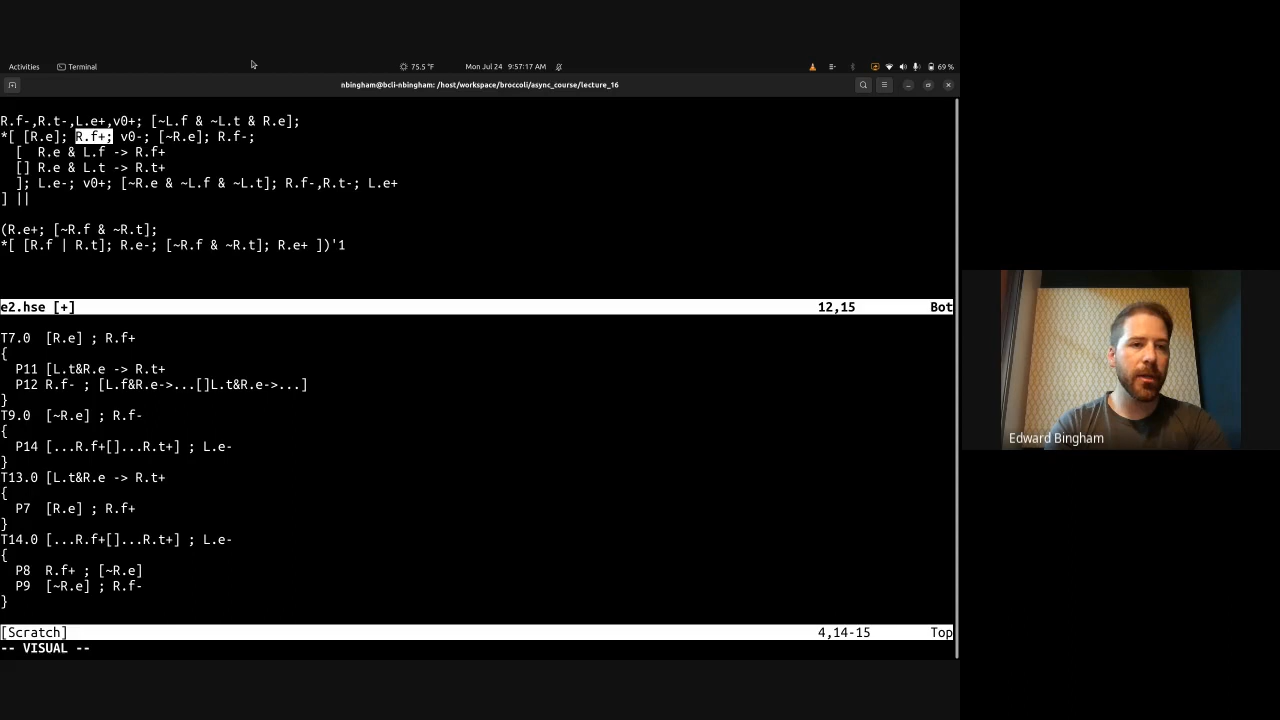 Activities Terminal 75.5 °F Mon Jul 24 9:57:17 AM 69 %
nbingham@bcli-nbingham: /host/workspace/broccoli/async_course/lecture_16
R.f-,R.t-,L.e+,v0+; [~L.f & ~L.t & R.e];
*[ [R.e]; R.f+; v0-; [~R.e]; R.f-;
[  R.e & L.f -> R.f+
[] R.e & L.t -> R.t+
]; L.e-; v0+; [~R.e & ~L.f & ~L.t]; R.f-,R.t-; L.e+
] ||
(R.e+; [~R.f & ~R.t];
*[ [R.f | R.t]; R.e-; [~R.f & ~R.t]; R.e+ ])'1
e2.hse [+] 12,15 Bot
T7.0  [R.e] ; R.f+
{
P11 [L.t&R.e -> R.t+
P12 R.f- ; [L.f&R.e->...[]L.t&R.e->...]
}
T9.0  [~R.e] ; R.f-
{
P14 [...R.f+[]...R.t+] ; L.e-
}
T13.0 [L.t&R.e -> R.t+
{
P7  [R.e] ; R.f+
}
T14.0 [...R.f+[]...R.t+] ; L.e-
{
P8  R.f+ ; [~R.e]
P9  [~R.e] ; R.f-
}
[Scratch] 4,14-15 Top
-- VISUAL --
Edward Bingham